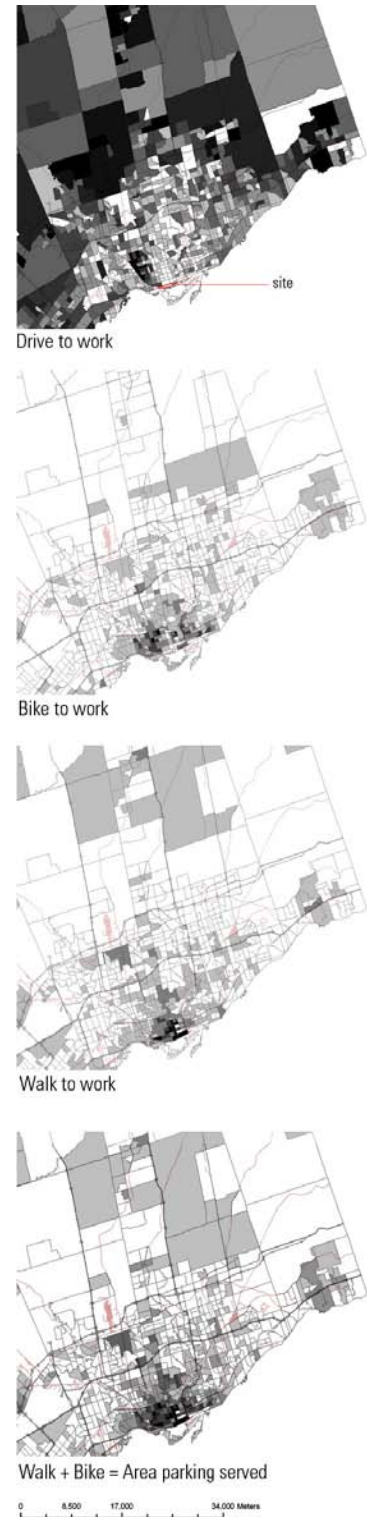 site
Drive to work
Bike to work
Walk to work
Walk + Bike = Area parking served
0 8,500 17,000 34,000 Meters